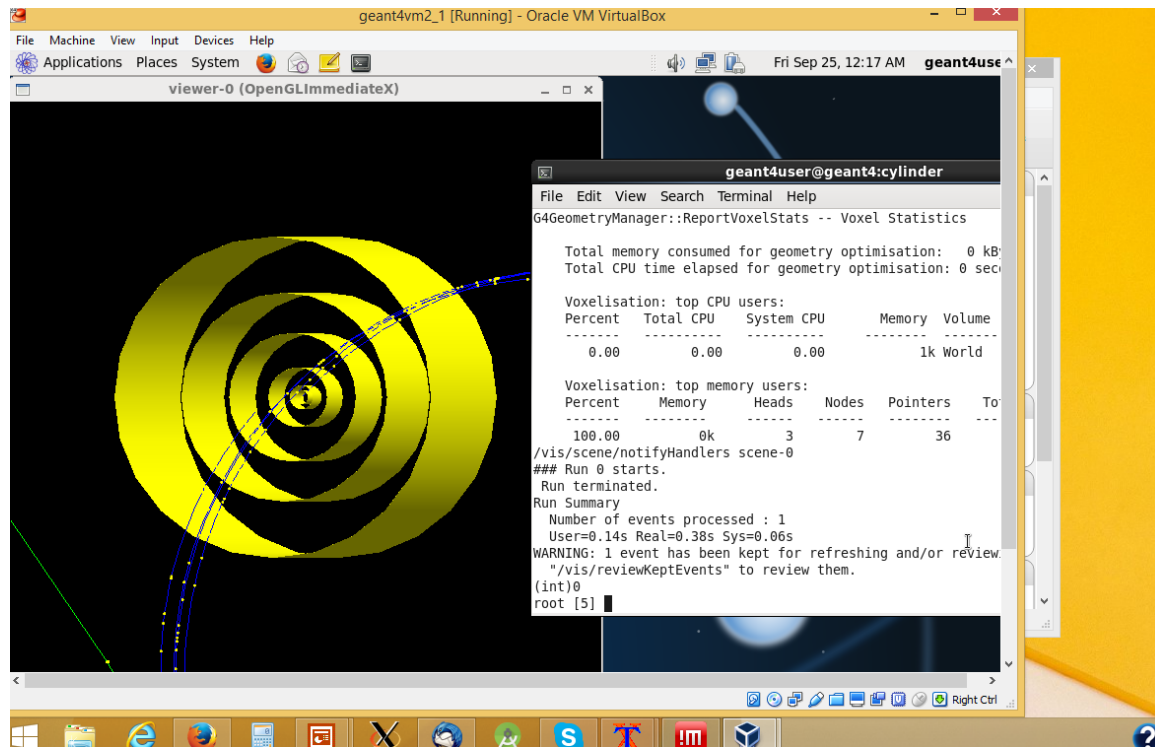 geant4vm2_1 [Running] - Oracle VM VirtualBox
File Machine View Input Devices Help
Applications Places System Fri Sep 25, 12:17 AM geant4use
viewer-0 (OpenGLImmediateX)
geant4user@geant4:cylinder
File Edit View Search Terminal Help
G4GeometryManager::ReportVoxelStats -- Voxel Statistics
Total memory consumed for geometry optimisation: 0 kB
Total CPU time elapsed for geometry optimisation: 0 sec
Voxelisation: top CPU users:
Percent Total CPU System CPU Memory Volume
------- ---------- ---------- -------- ------
0.00 0.00 0.00 1k World
Voxelisation: top memory users:
Percent Memory Heads Nodes Pointers To
------- -------- ------ ------ -------- ---
100.00 0k 3 7 36
/vis/scene/notifyHandlers scene-0
### Run 0 starts.
Run terminated.
Run Summary
Number of events processed : 1
User=0.14s Real=0.38s Sys=0.06s
WARNING: 1 event has been kept for refreshing and/or review
"/vis/reviewKeptEvents" to review them.
(int)0
root [5]
Right Ctrl